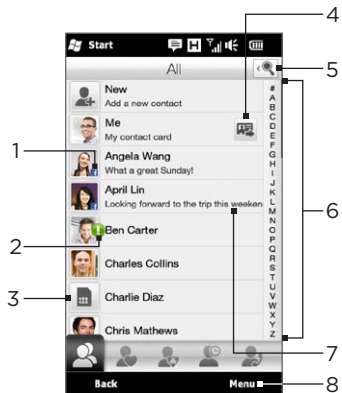 Start
H
All
New
Add a new contact
Me
My contact card
Angela Wang
What a great Sunday!
April Lin
Looking forward to the trip this weeken
Ben Carter
Charles Collins
Charlie Diaz
Chris Mathews
#
A
B
C
D
E
F
G
H
I
J
K
L
M
N
O
P
Q
R
S
T
U
V
W
X
Y
Z
Back
Menu
1
2
3
4
5
6
7
8